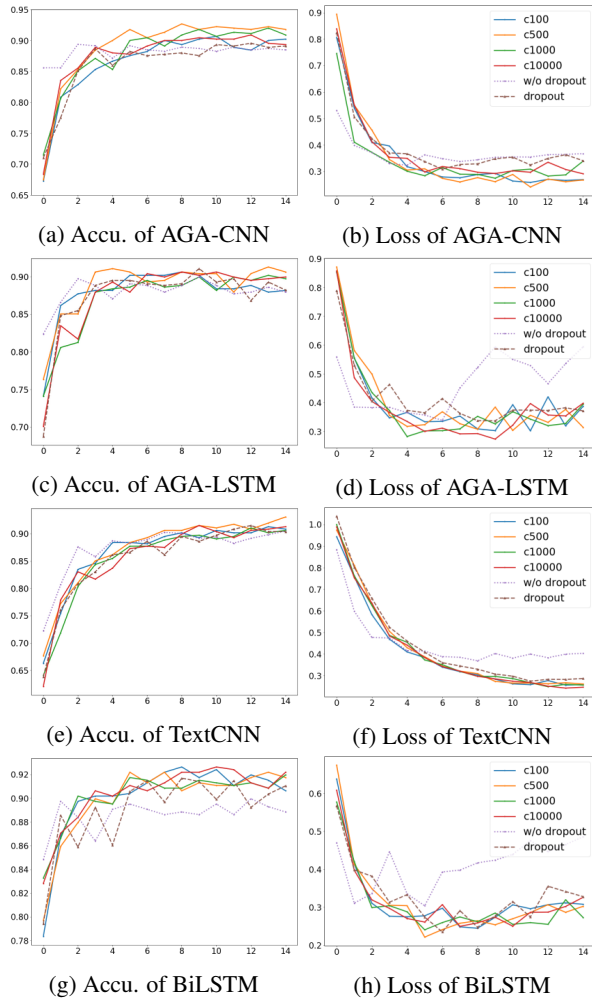 0.95
0.90
0.85
0.80
0.75
0.70
0.65
0 2 4 6 8 10 12 14
(a) Accu. of AGA-CNN
0.9
0.8
0.7
0.6
0.5
0.4
0.3
c100
c500
c1000
c10000
w/o dropout
dropout
0 2 4 6 8 10 12 14
(b) Loss of AGA-CNN
0.90
0.85
0.80
0.75
0.70
0 2 4 6 8 10 12 14
(c) Accu. of AGA-LSTM
0.9
0.8
0.7
0.6
0.5
0.4
0.3
c100
c500
c1000
c10000
w/o dropout
dropout
0 2 4 6 8 10 12 14
(d) Loss of AGA-LSTM
0.90
0.85
0.80
0.75
0.70
0.65
0 2 4 6 8 10 12 14
(e) Accu. of TextCNN
1.0
0.9
0.8
0.7
0.6
0.5
0.4
0.3
c100
c500
c1000
c10000
w/o dropout
dropout
0 2 4 6 8 10 12 14
(f) Loss of TextCNN
0.92
0.90
0.88
0.86
0.84
0.82
0.80
0.78
0 2 4 6 8 10 12 14
(g) Accu. of BiLSTM
0.6
0.5
0.4
0.3
0.2
c100
c500
c1000
c10000
w/o dropout
dropout
0 2 4 6 8 10 12 14
(h) Loss of BiLSTM